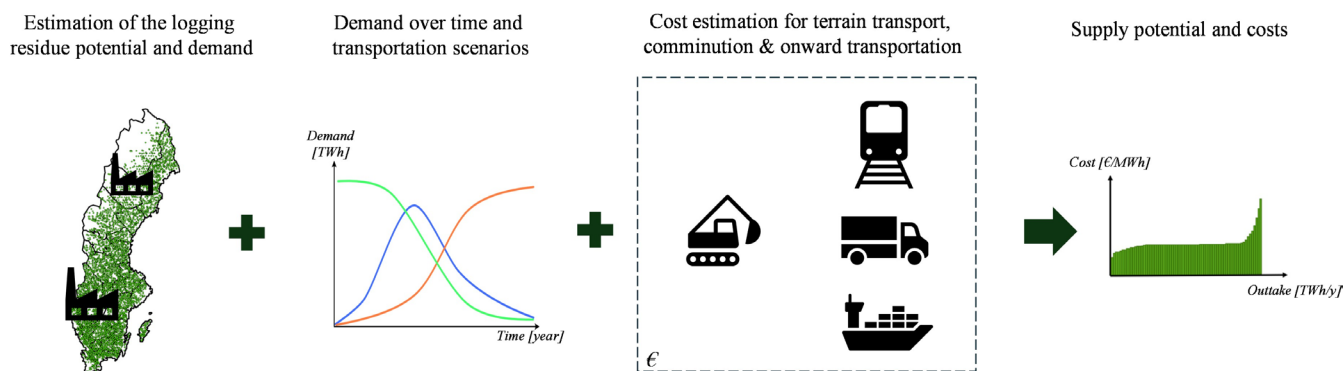 Estimation of the logging
residue potential and demand
Demand over time and
transportation scenarios
Cost estimation for terrain transport,
comminution & onward transportation
Supply potential and costs
Demand
[TWh]
Time [year]
€
Cost [€/MWh]
Outtake [TWh/y]